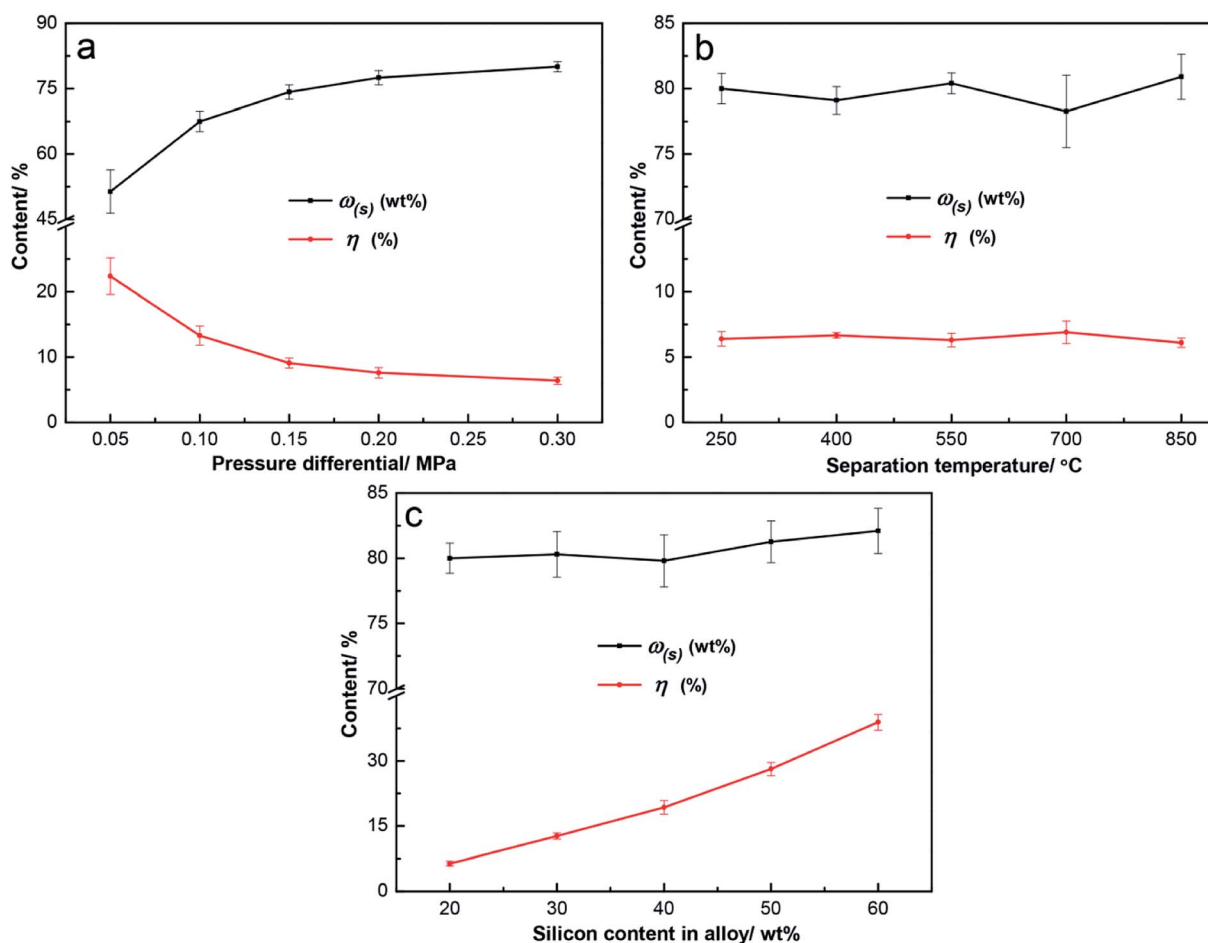 a
90
75
60
45
20
10
0
Content/ %
ω(s) (wt%)
η (%)
0.05 0.10 0.15 0.20 0.25 0.30
Pressure differential/ MPa
b
85
80
75
70
10
5
0
Content/ %
ω(s) (wt%)
η (%)
250 400 550 700 850
Separation temperature/ °C
c
85
80
75
70
30
15
0
Content/ %
ω(s) (wt%)
η (%)
20 30 40 50 60
Silicon content in alloy/ wt%